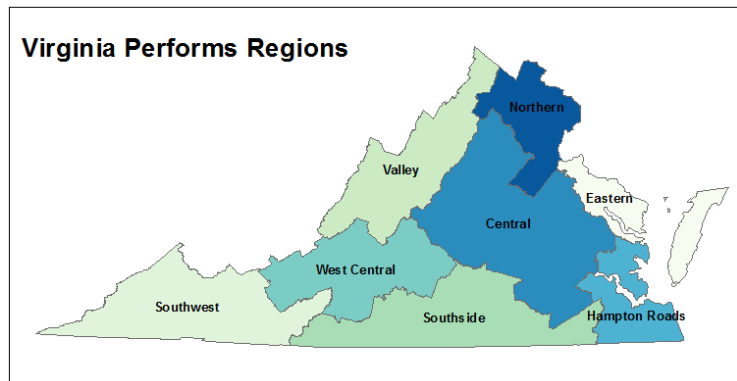 Virginia Performs Regions
Northern
Valley
Eastern
Central
West Central
Southwest
Southside
Hampton Roads